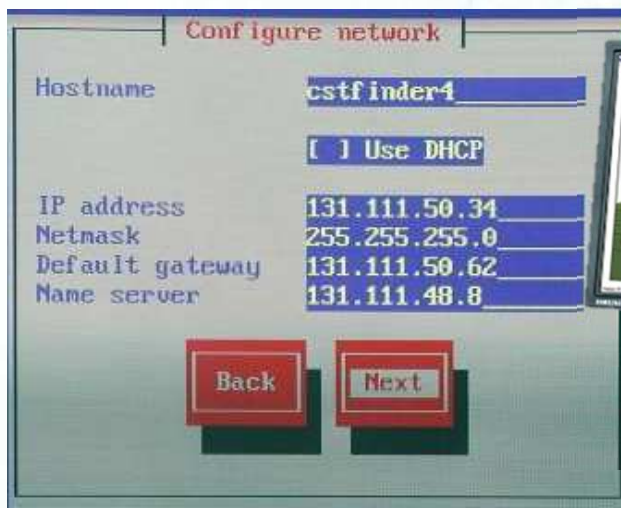 Configure network
Hostname cstfinder4
[ ] Use DHCP
IP address 131.111.50.34
Netmask 255.255.255.0
Default gateway 131.111.50.62
Name server 131.111.48.8
Back Next